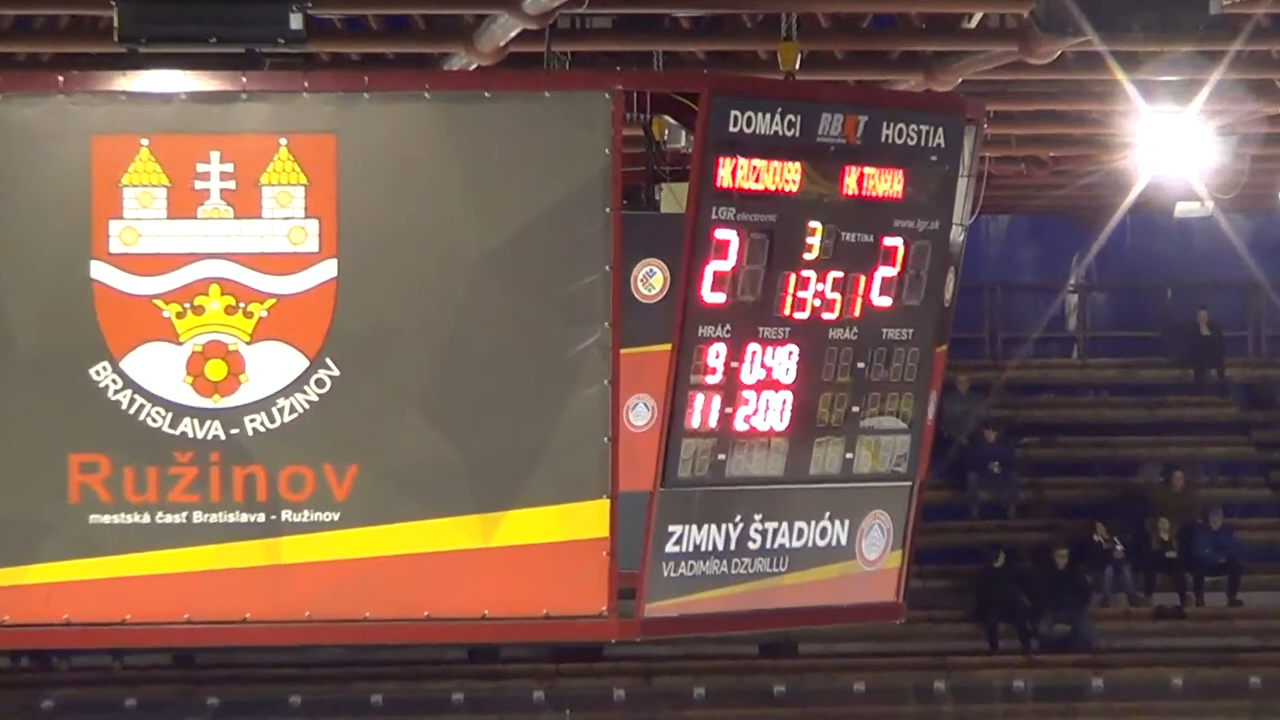 BRATISLAVA - RUŽINOV
Ružinov
mestská časť Bratislava - Ružinov
DOMÁCI HOSTIA
HK RUZINOV99 HK TRNAVA
LGR electronic www.lgr.sk
2 3 TRETINA 2
13:51
HRÁČ TREST HRÁČ TREST
9 - 0.48
11 - 2.00
ZIMNÝ ŠTADIÓN
VLADIMÍRA DZURILLU